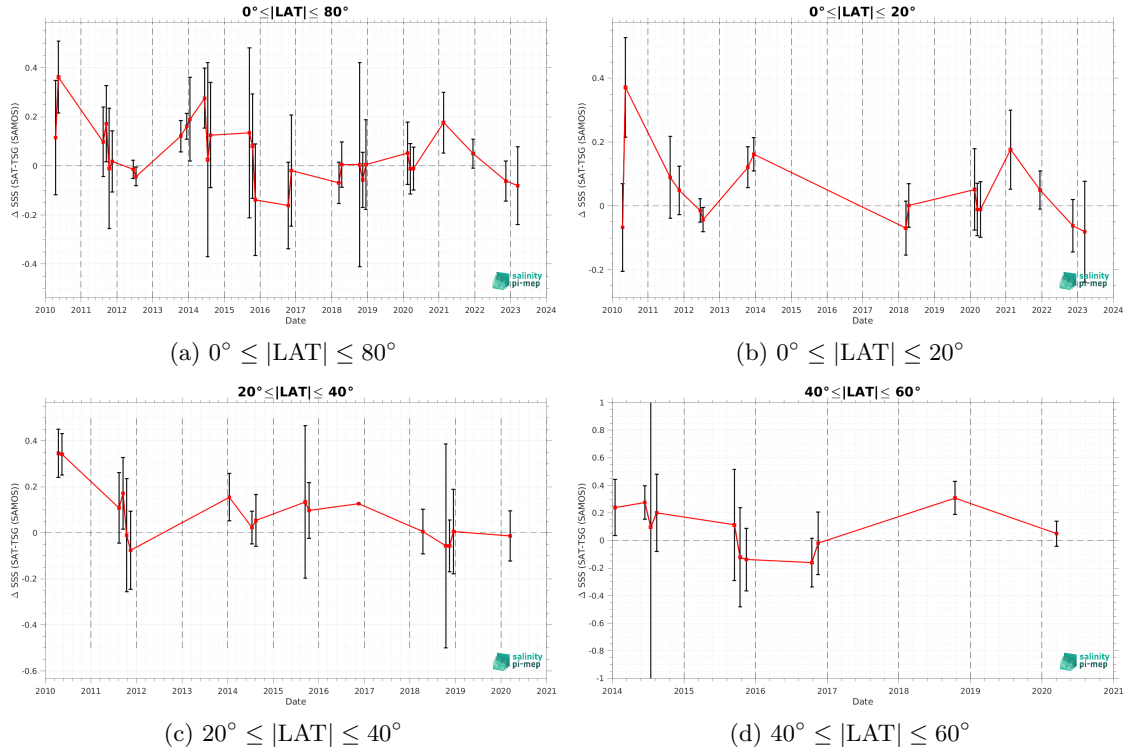 0°≤|LAT|≤ 80°
Δ SSS (SAT-TSG (SAMOS))
0.4
0.2
0
-0.2
-0.4
2010 2011 2012 2013 2014 2015 2016 2017 2018 2019 2020 2021 2022 2023 2024
Date
salinity
pi-mep
(a) 0° ≤ |LAT| ≤ 80°
0°≤|LAT|≤ 20°
Δ SSS (SAT-TSG (SAMOS))
0.4
0.2
0
-0.2
2010 2011 2012 2013 2014 2015 2016 2017 2018 2019 2020 2021 2022 2023 2024
Date
salinity
pi-mep
(b) 0° ≤ |LAT| ≤ 20°
20°≤|LAT|≤ 40°
Δ SSS (SAT-TSG (SAMOS))
0.4
0.2
0
-0.2
-0.4
-0.6
2010 2011 2012 2013 2014 2015 2016 2017 2018 2019 2020 2021
Date
salinity
pi-mep
(c) 20° ≤ |LAT| ≤ 40°
40°≤|LAT|≤ 60°
Δ SSS (SAT-TSG (SAMOS))
1
0.8
0.6
0.4
0.2
0
-0.2
-0.4
-0.6
-0.8
-1
2014 2015 2016 2017 2018 2019 2020 2021
Date
salinity
pi-mep
(d) 40° ≤ |LAT| ≤ 60°